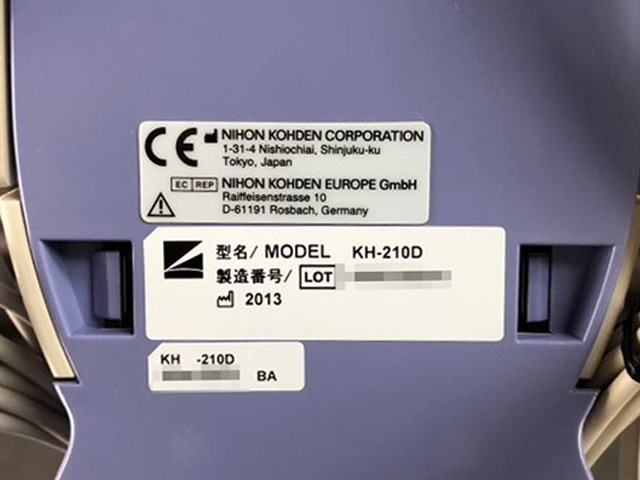 CE NIHON KOHDEN CORPORATION
1-31-4 Nishiochiai, Shinjuku-ku
Tokyo, Japan
EC REP NIHON KOHDEN EUROPE GmbH
Raiffeisenstrasse 10
D-61191 Rosbach, Germany
型名/ MODEL KH-210D
製造番号/ LOT
2013
KH -210D
BA